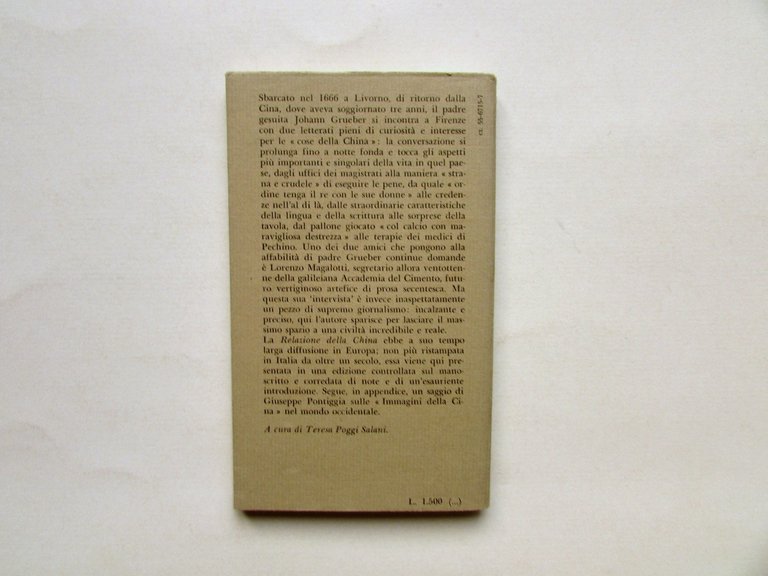 Sbarcato nel 1666 a Livorno, di ritorno dalla
Cina, dove aveva soggiornato tre anni, il padre
gesuita Johann Grueber si incontra a Firenze
con due letterati pieni di curiosità e interesse
per le « cose della China »: la conversazione si
prolunga fino a notte fonda e tocca gli aspetti
più importanti e singolari della vita in quel pae-
se, dagli uffici dei magistrati alla maniera « stra-
na e crudele » di eseguire le pene, da quale « or-
dine tenga il re con le sue donne » alle creden-
ze nell'al di là, dalle straordinarie caratteristiche
della lingua e della scrittura alle sorprese della
tavola, dal pallone giocato « col calcio con ma-
ravigliosa destrezza » alle terapie dei medici di
Pechino. Uno dei due amici che pongono alla
affabilità di padre Grueber continue domande
è Lorenzo Magalotti, segretario allora ventotten-
ne della galileiana Accademia del Cimento, futu-
ro vertiginoso artefice di prosa secentesca. Ma
questa sua 'intervista' è invece inaspettatamente
un pezzo di supremo giornalismo: incalzante e
preciso, qui l'autore sparisce per lasciare il mas-
simo spazio a una civiltà incredibile e reale.
La Relazione della China ebbe a suo tempo
larga diffusione in Europa; non più ristampata
in Italia da oltre un secolo, essa viene qui pre-
sentata in una edizione controllata sul mano-
scritto e corredata di note e di un'esauriente
introduzione. Segue, in appendice, un saggio di
Giuseppe Pontiggia sulle « Immagini della Ci-
na » nel mondo occidentale.
A cura di Teresa Poggi Salani.
L. 1.500 (...)
CL 55-6715-7